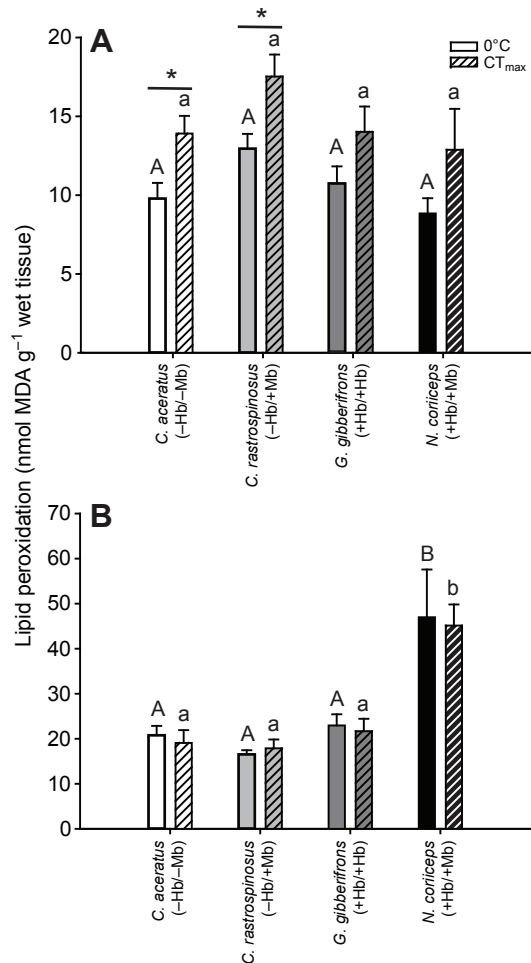 A
0°C
CTmax
* *
A a A a A a A a
20
15
10
5
0
C. aceratus
(–Hb/–Mb)
C. rastrospinosus
(–Hb/+Mb)
G. gibberifrons
(+Hb/+Hb)
N. coriiceps
(+Hb/+Mb)
Lipid peroxidation (nmol MDA g–1 wet tissue)
B
70
60
50
40
30
20
10
0
A a A a A a B b
C. aceratus
(–Hb/–Mb)
C. rastrospinosus
(–Hb/+Mb)
G. gibberifrons
(+Hb/+Hb)
N. coriiceps
(+Hb/+Mb)